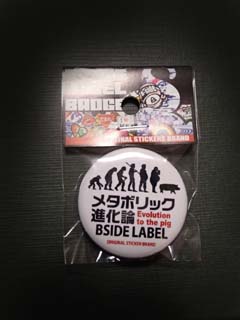 BADGE
ORIGINAL STICKERS BRAND
メタボリック
進化論
Evolution
to the pig
BSIDE LABEL
[ORIGINAL STICKER BRAND]